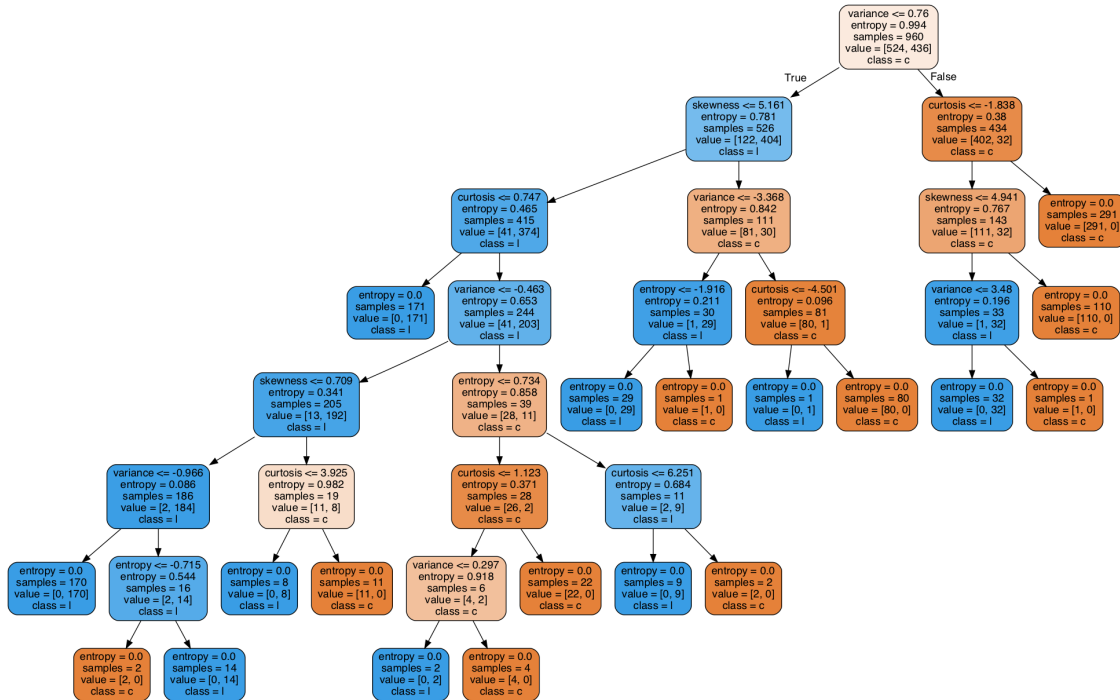 variance <= 0.76
entropy = 0.994
samples = 960
value = [524, 436]
class = c
True
False
skewness <= 5.161
entropy = 0.781
samples = 526
value = [122, 404]
class = l
curtosis <= -1.838
entropy = 0.38
samples = 434
value = [402, 32]
class = c
curtosis <= 0.747
entropy = 0.465
samples = 415
value = [41, 374]
class = l
variance <= -3.368
entropy = 0.842
samples = 111
value = [81, 30]
class = c
skewness <= 4.941
entropy = 0.767
samples = 143
value = [111, 32]
class = c
entropy = 0.0
samples = 291
value = [291, 0]
class = c
entropy = 0.0
samples = 171
value = [0, 171]
class = l
variance <= -0.463
entropy = 0.653
samples = 244
value = [41, 203]
class = l
entropy <= -1.916
entropy = 0.211
samples = 30
value = [1, 29]
class = l
curtosis <= -4.501
entropy = 0.096
samples = 81
value = [80, 1]
class = c
variance <= 3.48
entropy = 0.196
samples = 33
value = [1, 32]
class = l
entropy = 0.0
samples = 110
value = [110, 0]
class = c
skewness <= 0.709
entropy = 0.341
samples = 205
value = [13, 192]
class = l
entropy <= 0.734
entropy = 0.858
samples = 39
value = [28, 11]
class = c
entropy = 0.0
samples = 29
value = [0, 29]
class = l
entropy = 0.0
samples = 1
value = [1, 0]
class = c
entropy = 0.0
samples = 1
value = [0, 1]
class = l
entropy = 0.0
samples = 80
value = [80, 0]
class = c
entropy = 0.0
samples = 32
value = [0, 32]
class = l
entropy = 0.0
samples = 1
value = [1, 0]
class = c
variance <= -0.966
entropy = 0.086
samples = 186
value = [2, 184]
class = l
curtosis <= 3.925
entropy = 0.982
samples = 19
value = [11, 8]
class = c
curtosis <= 1.123
entropy = 0.371
samples = 28
value = [26, 2]
class = c
curtosis <= 6.251
entropy = 0.684
samples = 11
value = [2, 9]
class = l
entropy = 0.0
samples = 170
value = [0, 170]
class = l
entropy <= -0.715
entropy = 0.544
samples = 16
value = [2, 14]
class = l
entropy = 0.0
samples = 8
value = [0, 8]
class = l
entropy = 0.0
samples = 11
value = [11, 0]
class = c
variance <= 0.297
entropy = 0.918
samples = 6
value = [4, 2]
class = c
entropy = 0.0
samples = 22
value = [22, 0]
class = c
entropy = 0.0
samples = 9
value = [0, 9]
class = l
entropy = 0.0
samples = 2
value = [2, 0]
class = c
entropy = 0.0
samples = 2
value = [2, 0]
class = c
entropy = 0.0
samples = 14
value = [0, 14]
class = l
entropy = 0.0
samples = 2
value = [0, 2]
class = l
entropy = 0.0
samples = 4
value = [4, 0]
class = c